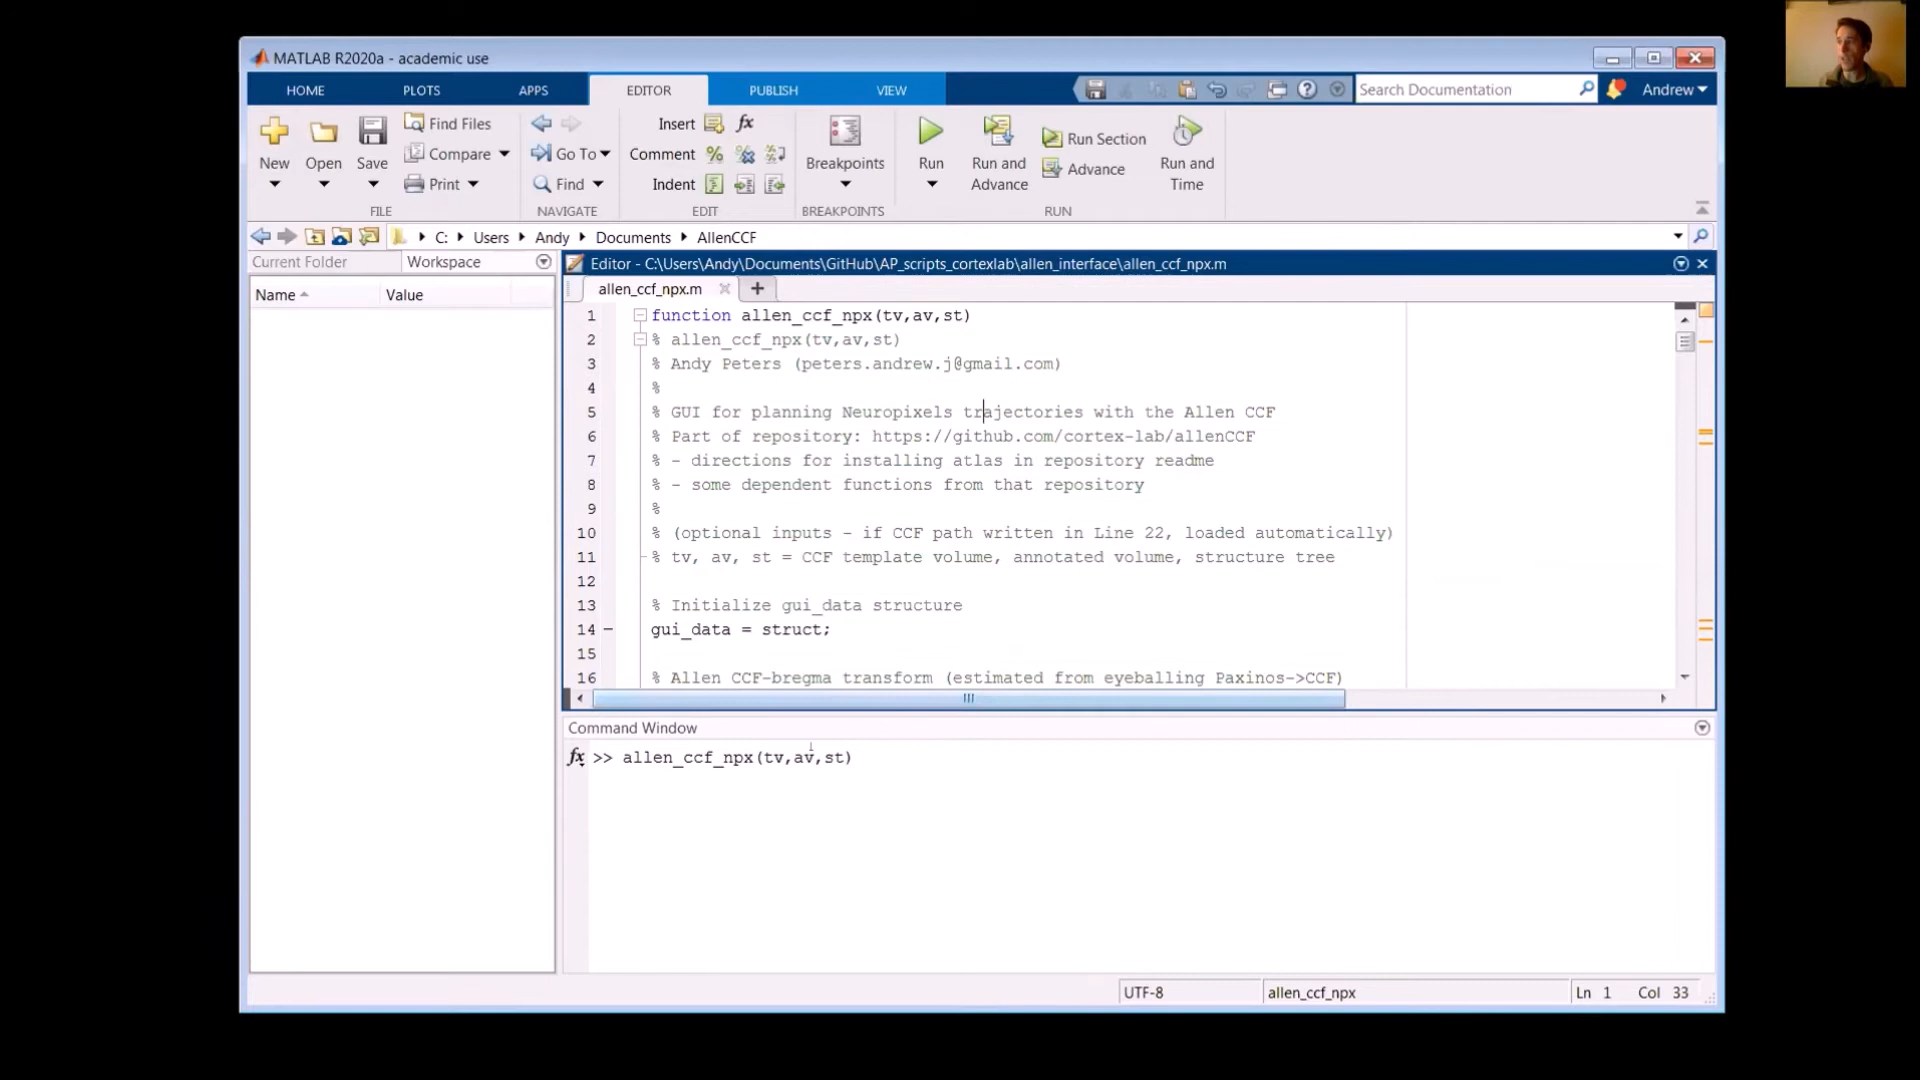 MATLAB R2020a - academic use
HOME PLOTS APPS EDITOR PUBLISH VIEW Search Documentation Andrew
New Open Save Find Files Compare Print
FILE
Go To Find
NAVIGATE
Insert fx
Comment
Indent
EDIT
Breakpoints
BREAKPOINTS
Run Run and Advance Run Section Advance Run and Time
RUN
C: Users Andy Documents AllenCCF
Current Folder Workspace
Name Value
Editor - C:\Users\Andy\Documents\GitHub\AP_scripts_cortexlab\allen_interface\allen_ccf_npx.m
allen_ccf_npx.m
1 function allen_ccf_npx(tv,av,st)
2 % allen_ccf_npx(tv,av,st)
3 % Andy Peters (peters.andrew.j@gmail.com)
4 %
5 % GUI for planning Neuropixels trajectories with the Allen CCF
6 % Part of repository: https://github.com/cortex-lab/allenCCF
7 % - directions for installing atlas in repository readme
8 % - some dependent functions from that repository
9 %
10 % (optional inputs - if CCF path written in Line 22, loaded automatically)
11 % tv, av, st = CCF template volume, annotated volume, structure tree
12
13 % Initialize gui_data structure
14 gui_data = struct;
15
16 % Allen CCF-bregma transform (estimated from eyeballing Paxinos->CCF)
Command Window
fx >> allen_ccf_npx(tv,av,st)
UTF-8 allen_ccf_npx Ln 1 Col 33